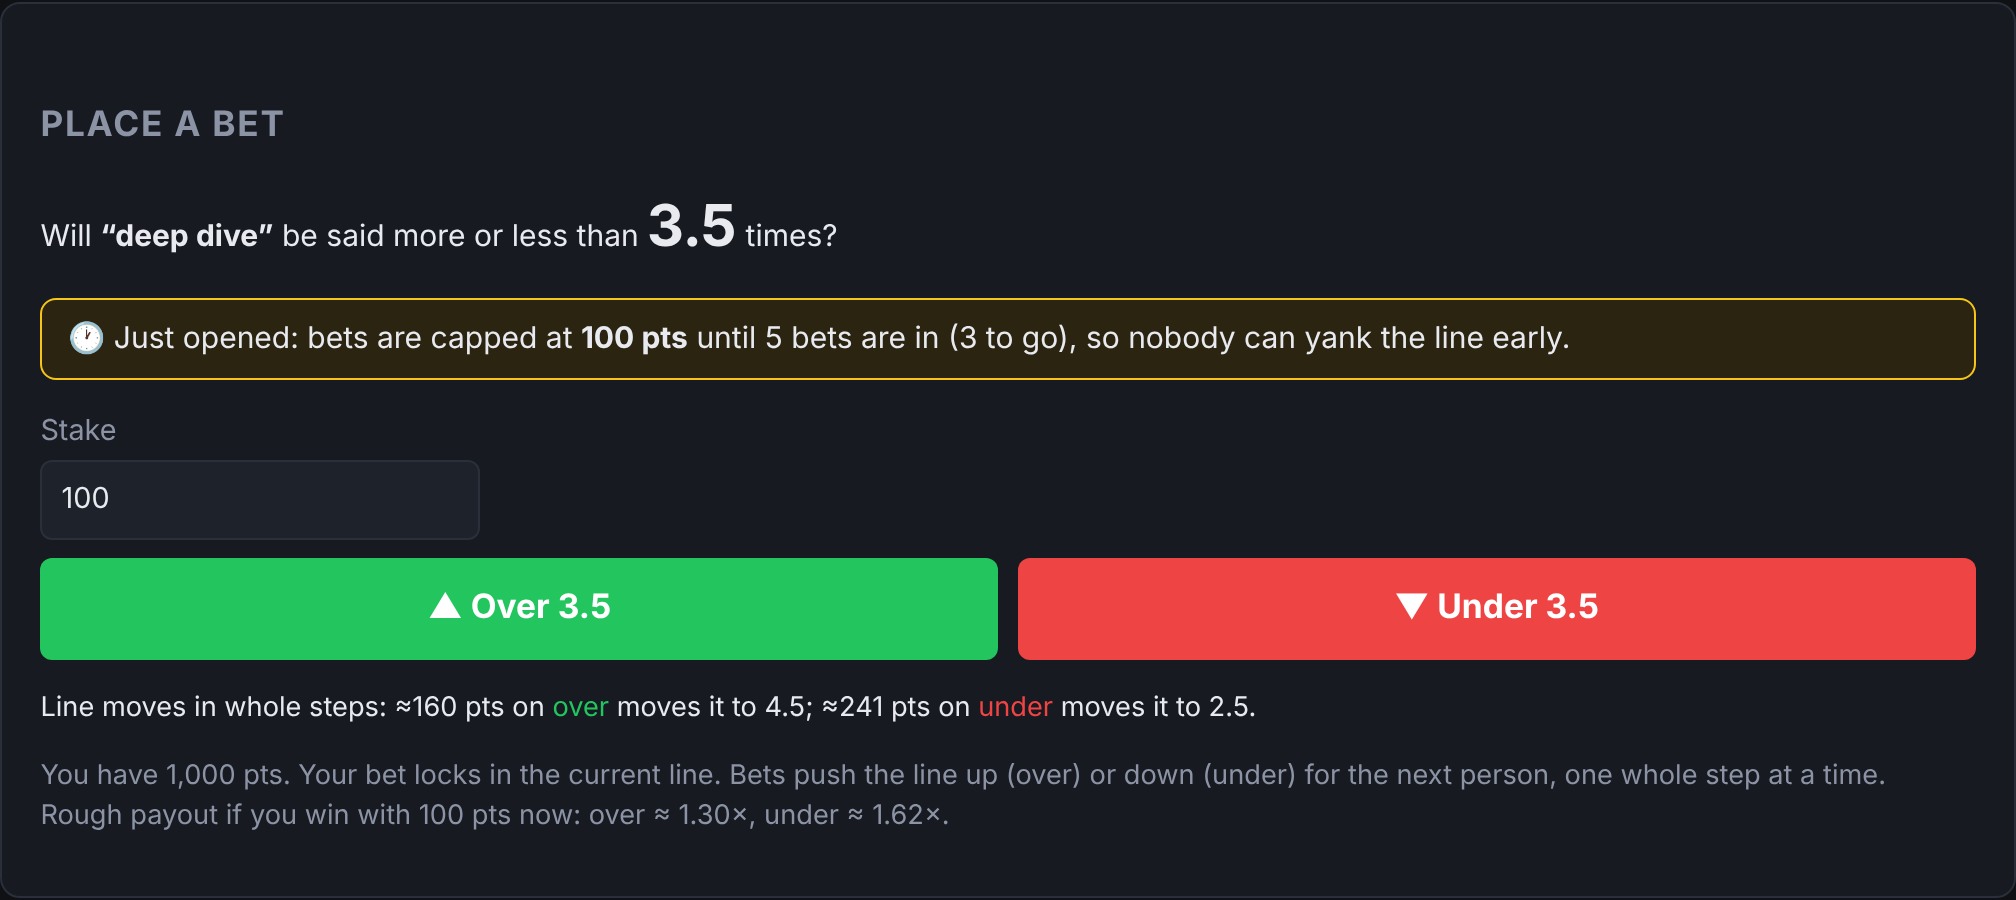 PLACE A BET
Will “deep dive” be said more or less than 3.5 times?
🕐 Just opened: bets are capped at 100 pts until 5 bets are in (3 to go), so nobody can yank the line early.
Stake
100
▲ Over 3.5
▼ Under 3.5
Line moves in whole steps: ≈160 pts on over moves it to 4.5; ≈241 pts on under moves it to 2.5.
You have 1,000 pts. Your bet locks in the current line. Bets push the line up (over) or down (under) for the next person, one whole step at a time.
Rough payout if you win with 100 pts now: over ≈ 1.30×, under ≈ 1.62×.